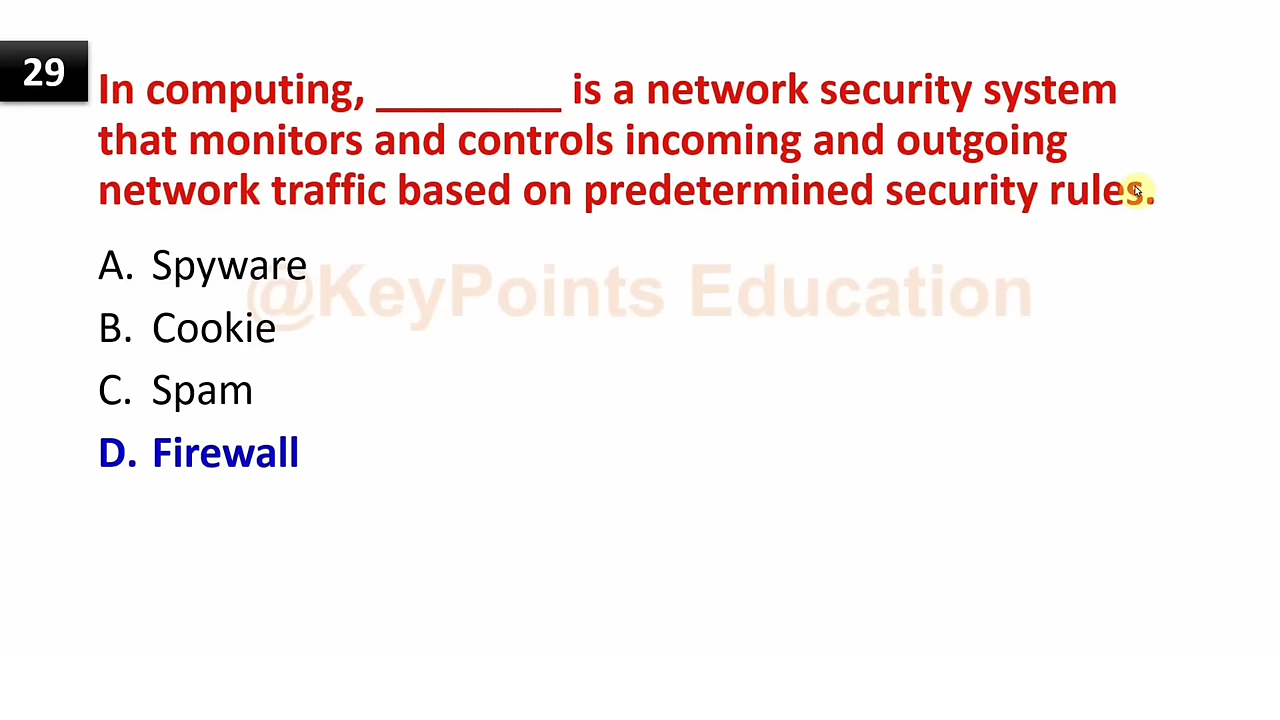 29
In computing, ________ is a network security system
that monitors and controls incoming and outgoing
network traffic based on predetermined security rules.
A. Spyware
@KeyPoints Education
B. Cookie
C. Spam
D. Firewall